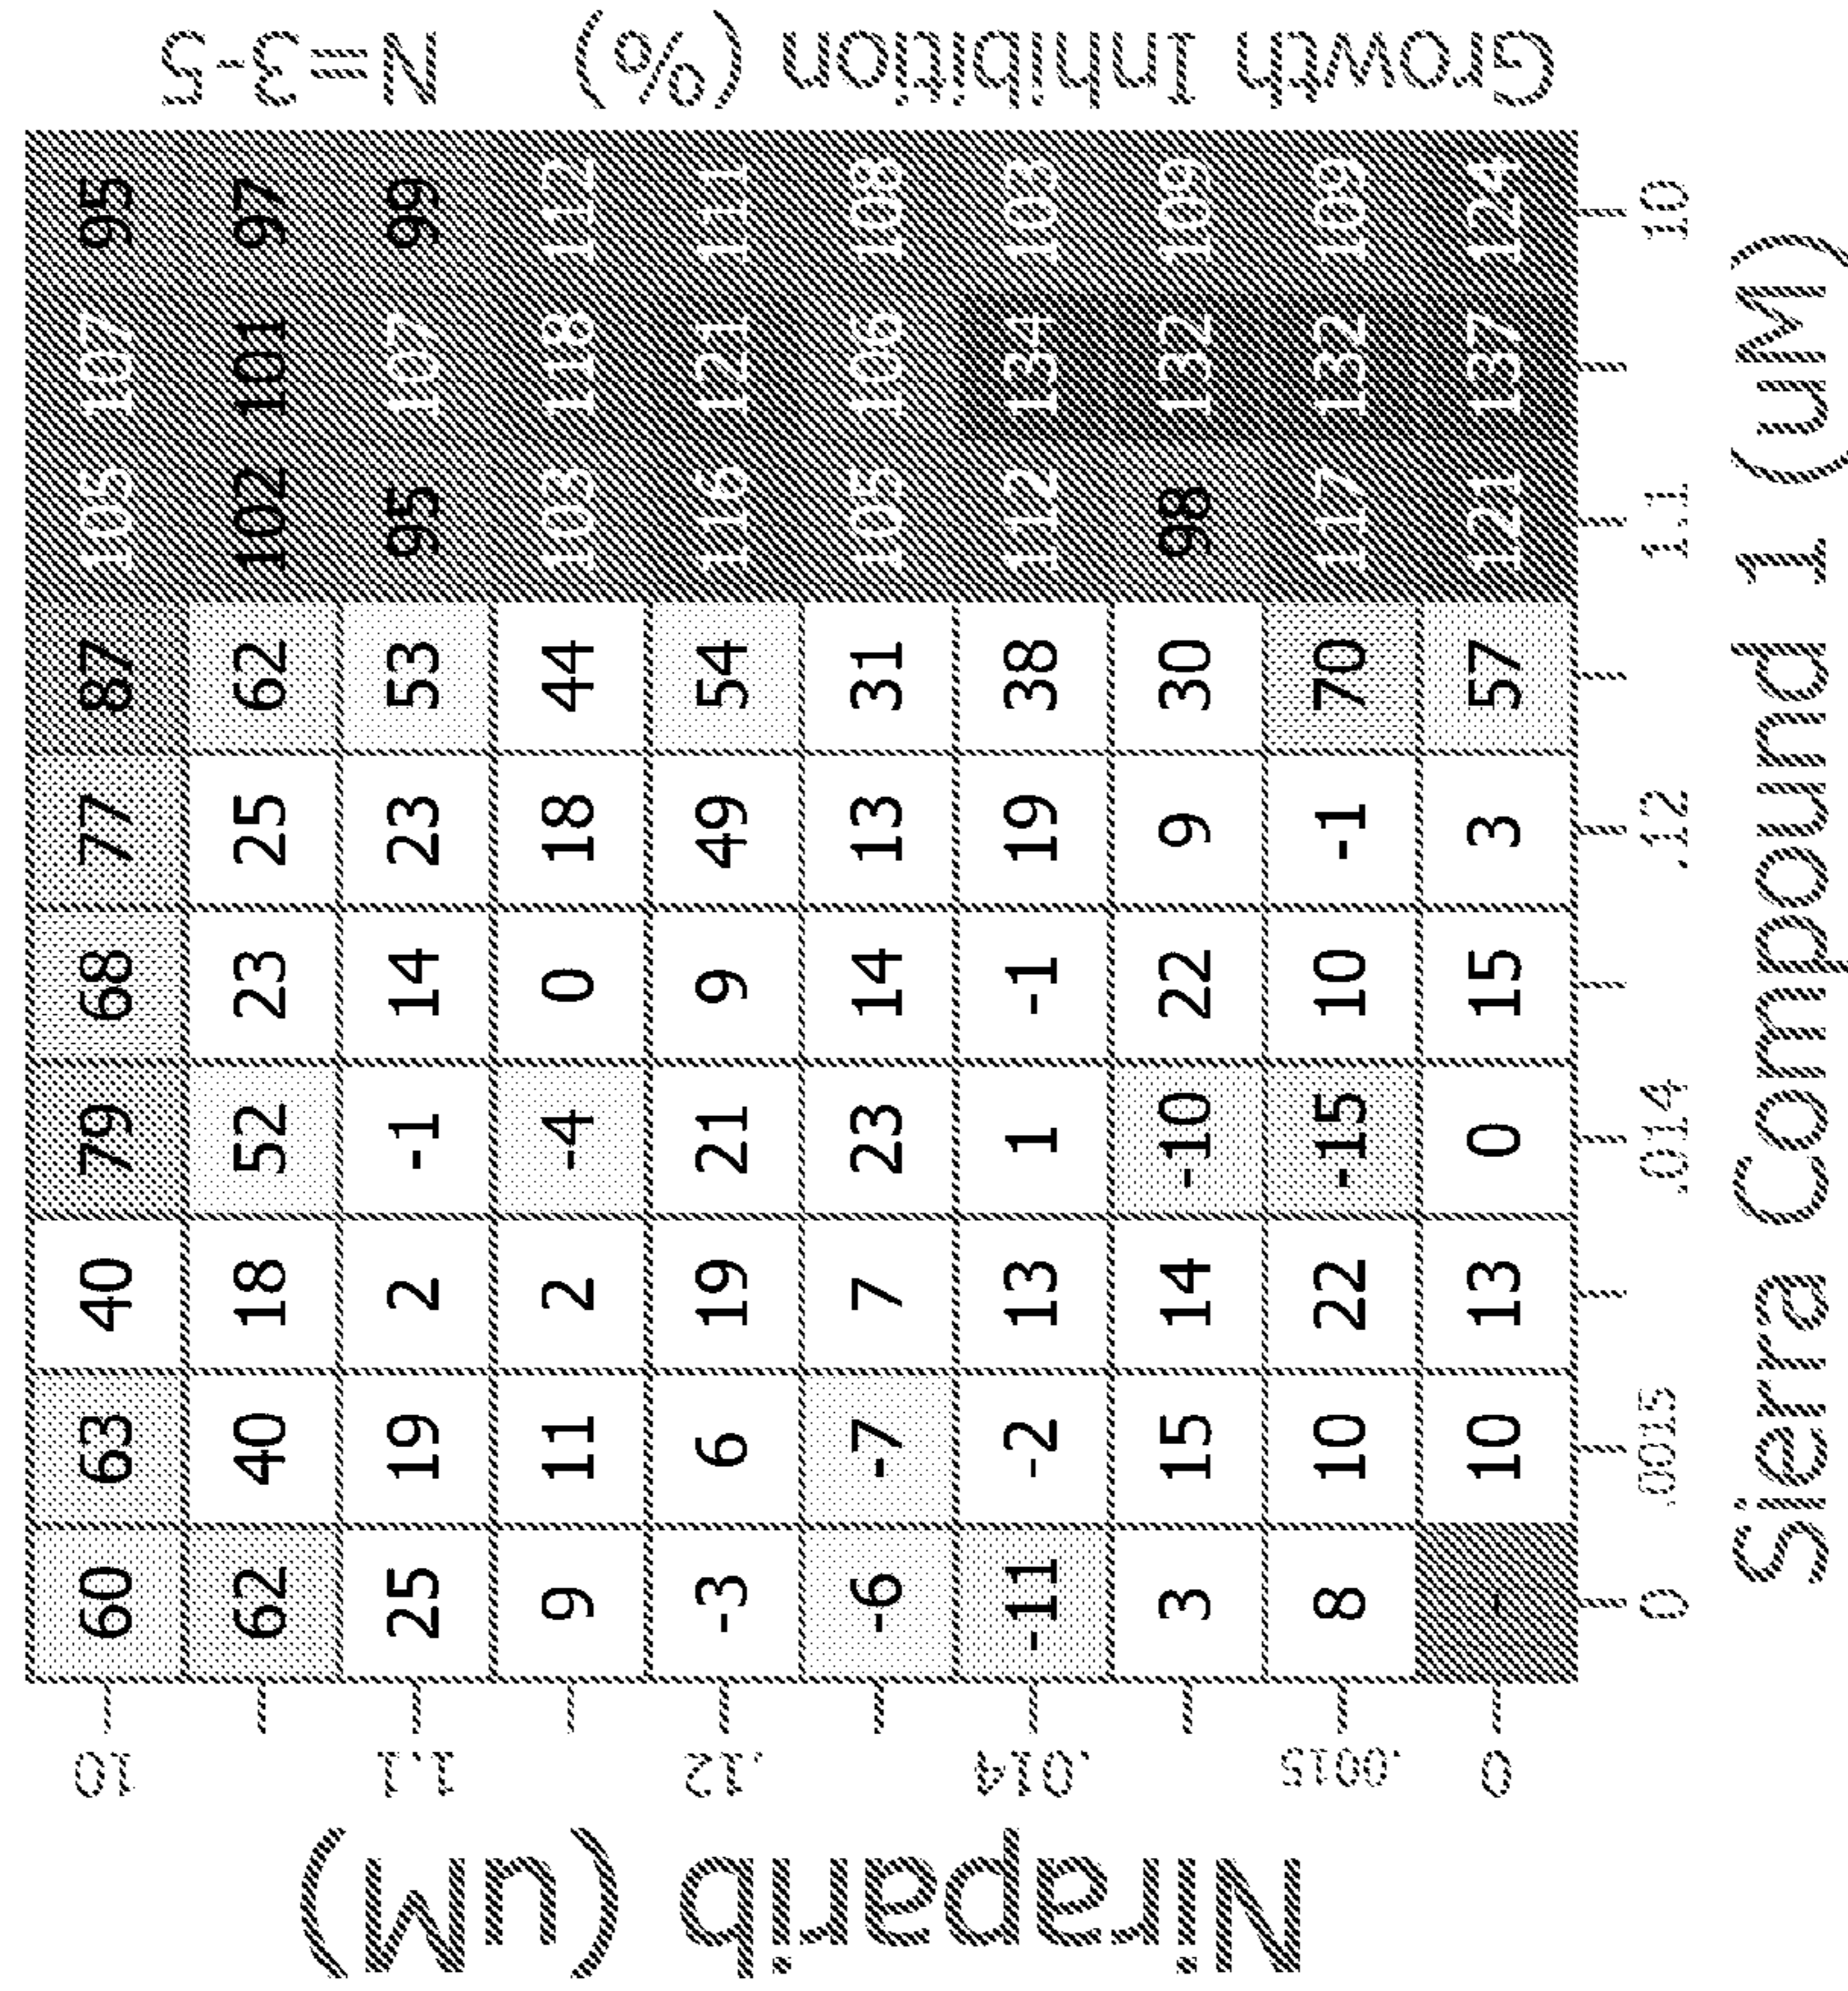 Niraparib (uM)
10 60 63 40 79 68 77 87 105 107 95
62 40 18 52 23 25 62 102 101 97
1.1 25 19 2 -1 14 23 53 95 107 99
9 11 2 -4 0 18 44 103 118 112
.12 -3 6 19 21 9 49 54 116 121 111
-6 -7 7 23 14 13 31 105 106 108
.014 -11 -2 13 1 -1 19 38 112 134 103
3 15 14 -10 22 9 30 98 132 109
.0015 8 10 22 -15 10 -1 70 117 132 109
0 - 10 13 0 15 3 57 121 137 124
0 .0015 .014 .12 1.1 10
Sierra Compound 1 (uM)
Growth Inhibition (%) N=3-5